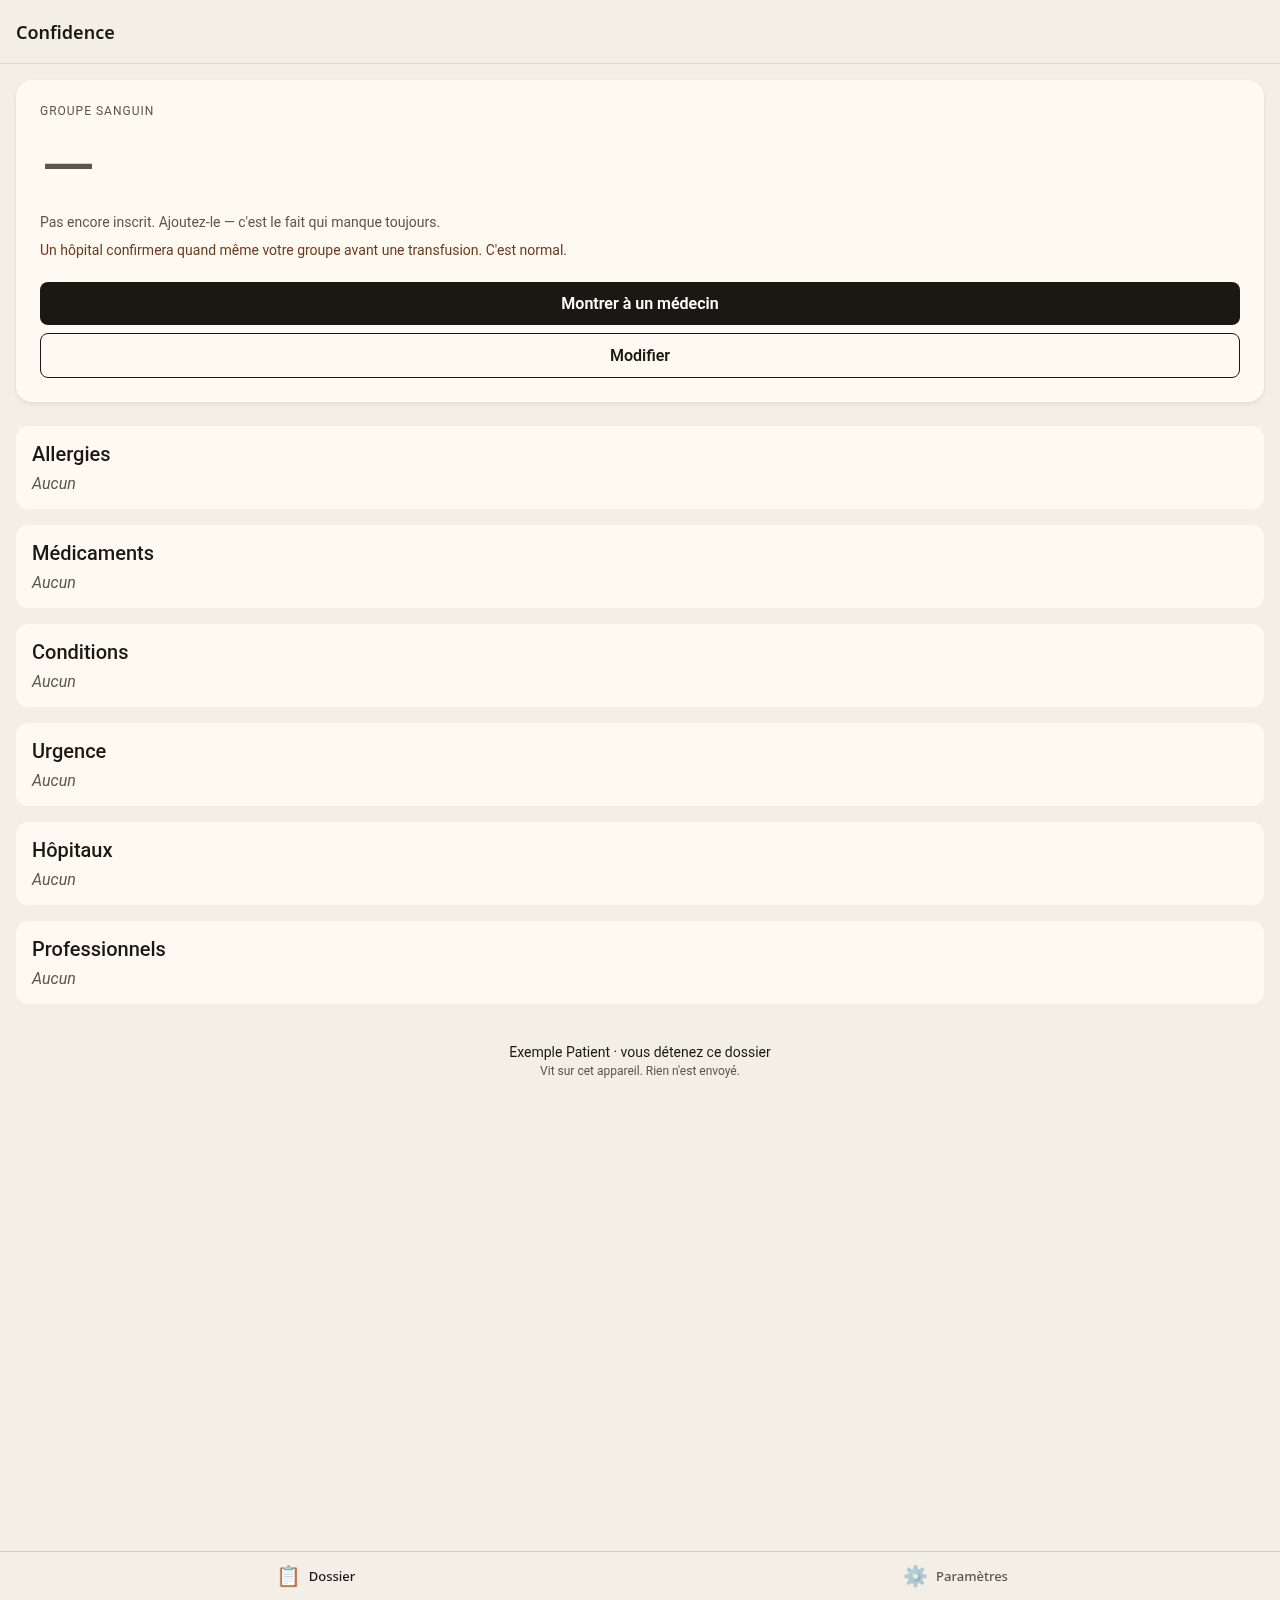 Confidence
GROUPE SANGUIN
—
Pas encore inscrit. Ajoutez-le — c'est le fait qui manque toujours.
Un hôpital confirmera quand même votre groupe avant une transfusion. C'est normal.
Montrer à un médecin
Modifier
Allergies
Aucun
Médicaments
Aucun
Conditions
Aucun
Urgence
Aucun
Hôpitaux
Aucun
Professionnels
Aucun
Exemple Patient · vous détenez ce dossier
Vit sur cet appareil. Rien n'est envoyé.
Dossier
Paramètres